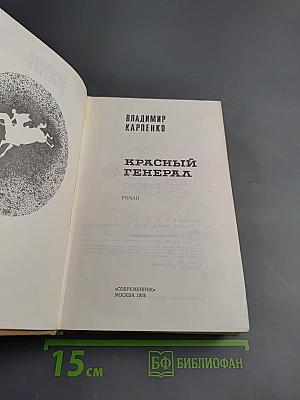 ВЛАДИМИР
КАРПЕНКО
КРАСНЫЙ
ГЕНЕРАЛ
РОМАН
«СОВРЕМЕННИК»
МОСКВА 1978
15 см
БФ БИБЛИОФАН